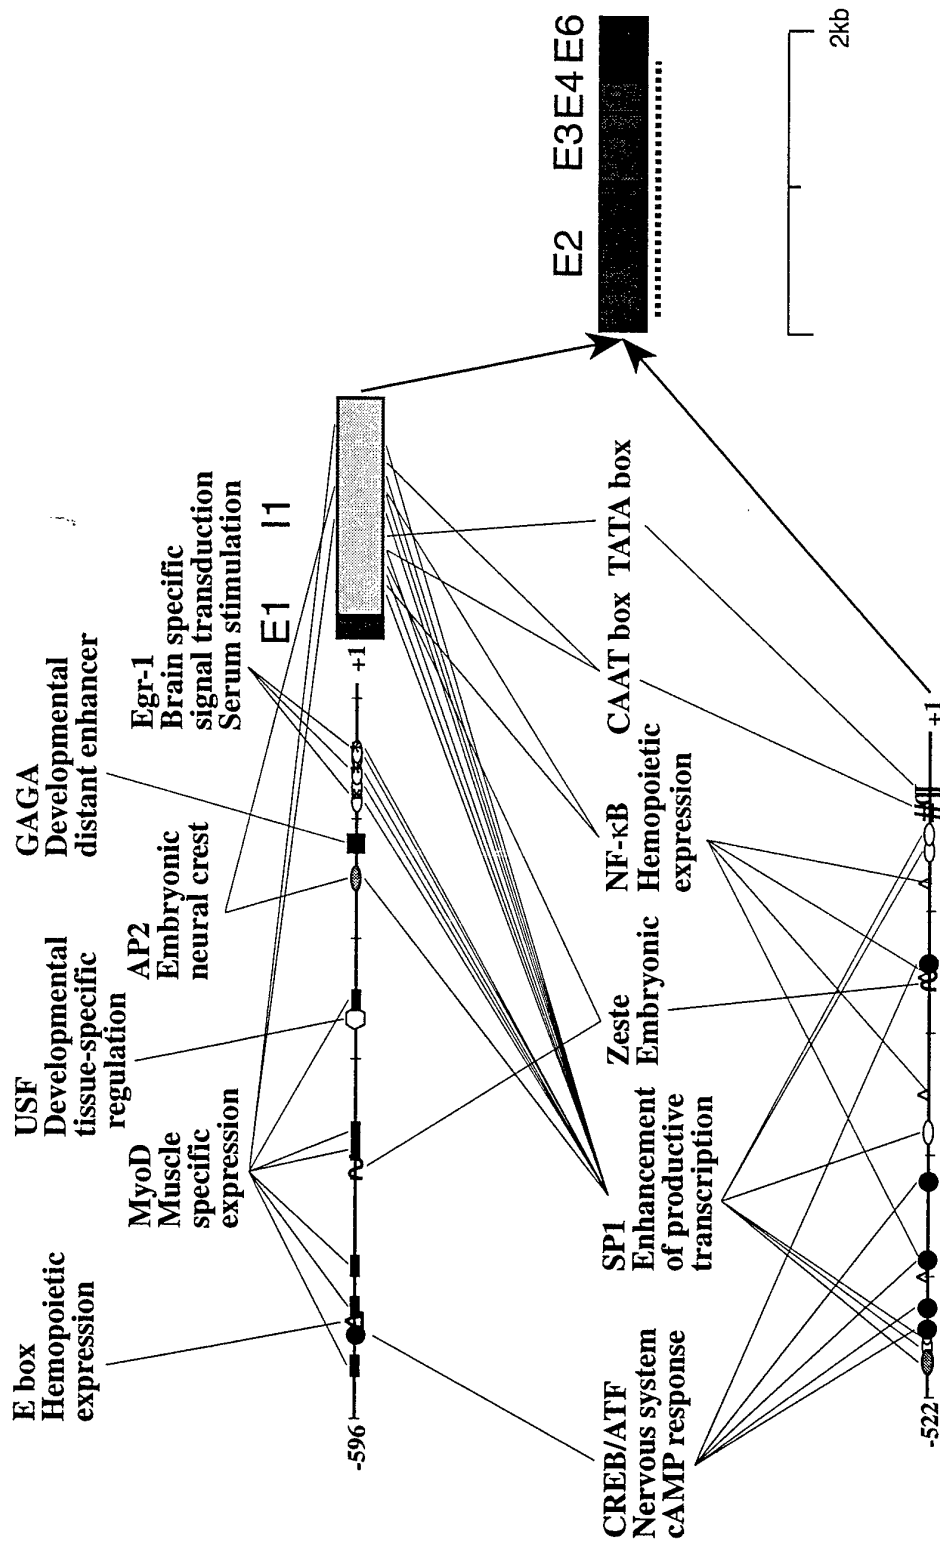 E box
Hemopoietic
expression
USF
Developmental
tissue-specific
regulation
GAGA
Developmental
distant enhancer
MyoD
Muscle
specific
expression
AP2
Embryonic
neural crest
Egr-1
Brain specific
signal transduction
Serum stimulation
E1 I1
-596
+1
E2 E3 E4 E6
CREB/ATF
Nervous system
cAMP response
SP1
Enhancement
of productive
transcription
Zeste
Embryonic
NF-κB
Hemopoietic
expression
CAAT box TATA box
2kb
-522
+1